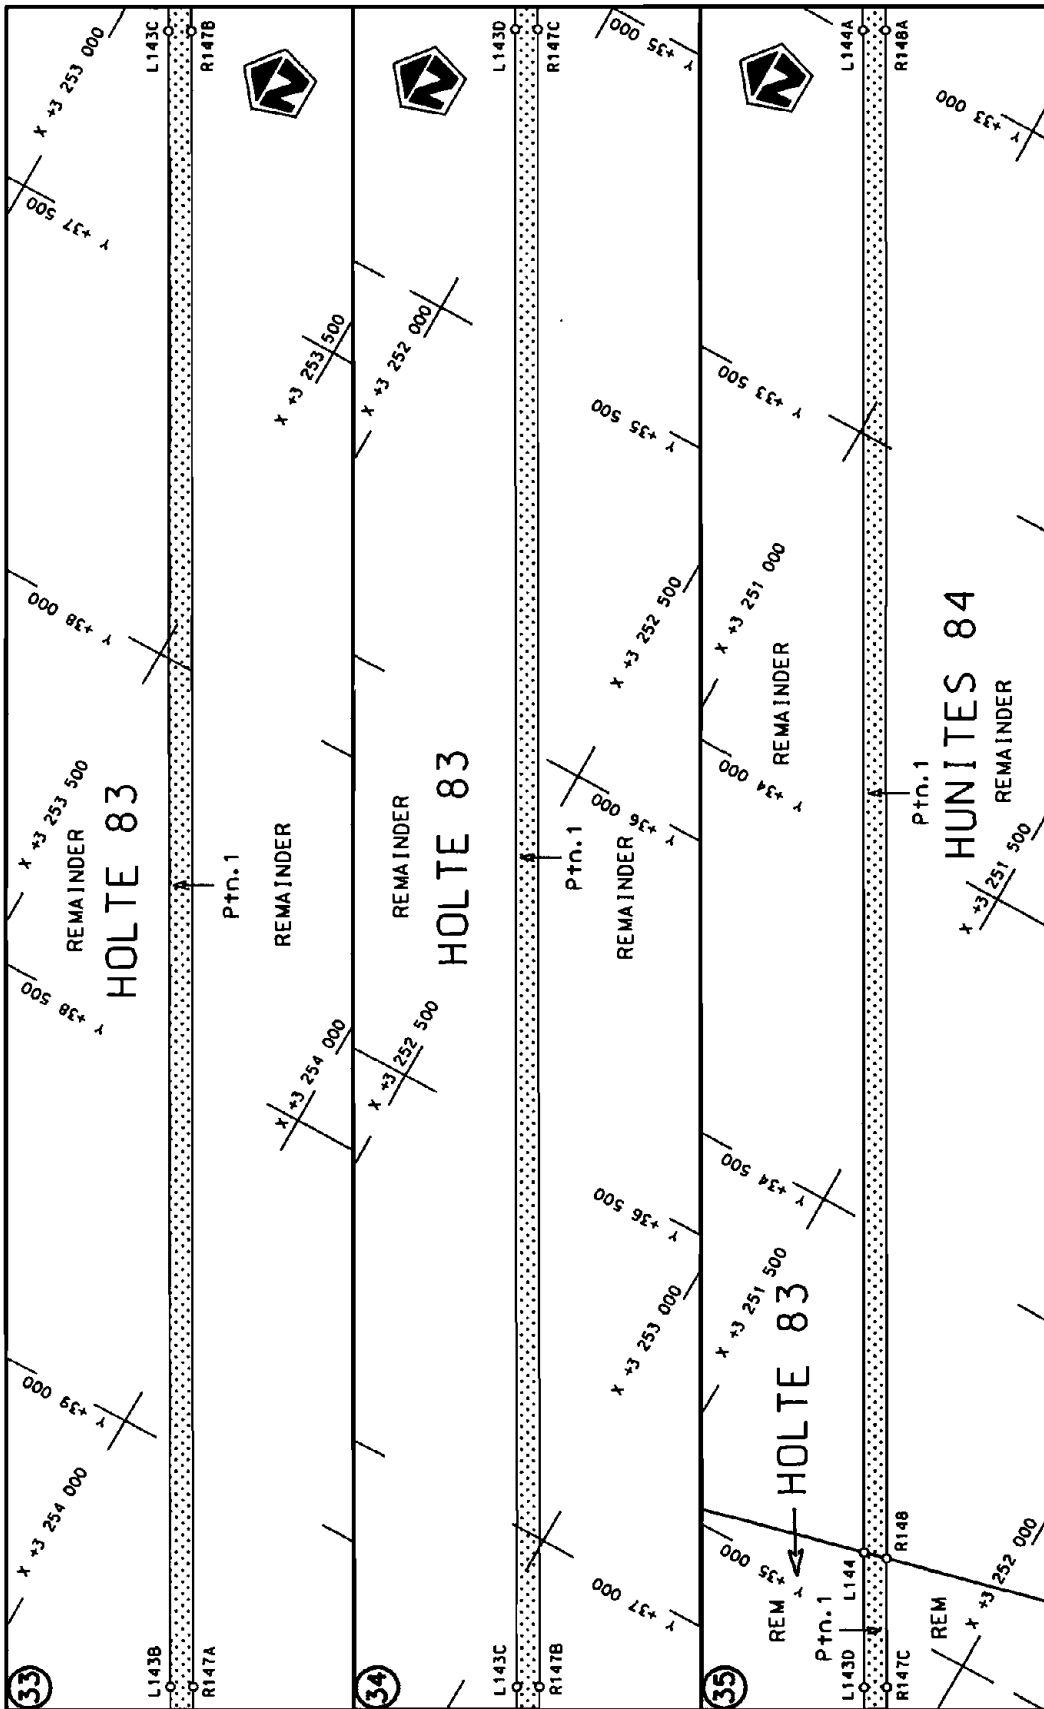 33
L143B
R147A
X +3 254 000
Y +39 000
Y +38 500
X +3 253 500
REMAINDER
HOLTE 83
Ptn.1
REMAINDER
X +3 254 000
Y +38 000
X +3 253 500
Y +37 500
X +3 253 000
L143C
R147B
N
34
L143C
R147B
Y +37 000
X +3 253 000
Y +36 500
X +3 252 500
REMAINDER
HOLTE 83
Ptn.1
REMAINDER
Y +36 000
X +3 252 500
X +3 252 000
Y +35 500
Y +35 000
L143D
R147C
N
35
L143D
R147C
REM
Ptn.1
REM
L144
R148
X +3 252 000
Y +35 000
HOLTE 83
X +3 251 500
Y +34 500
X +3 251 500
Y +34 000
REMAINDER
X +3 251 000
Ptn.1
HUNITES 84
REMAINDER
Y +33 500
Y +33 000
L144A
R148A
N